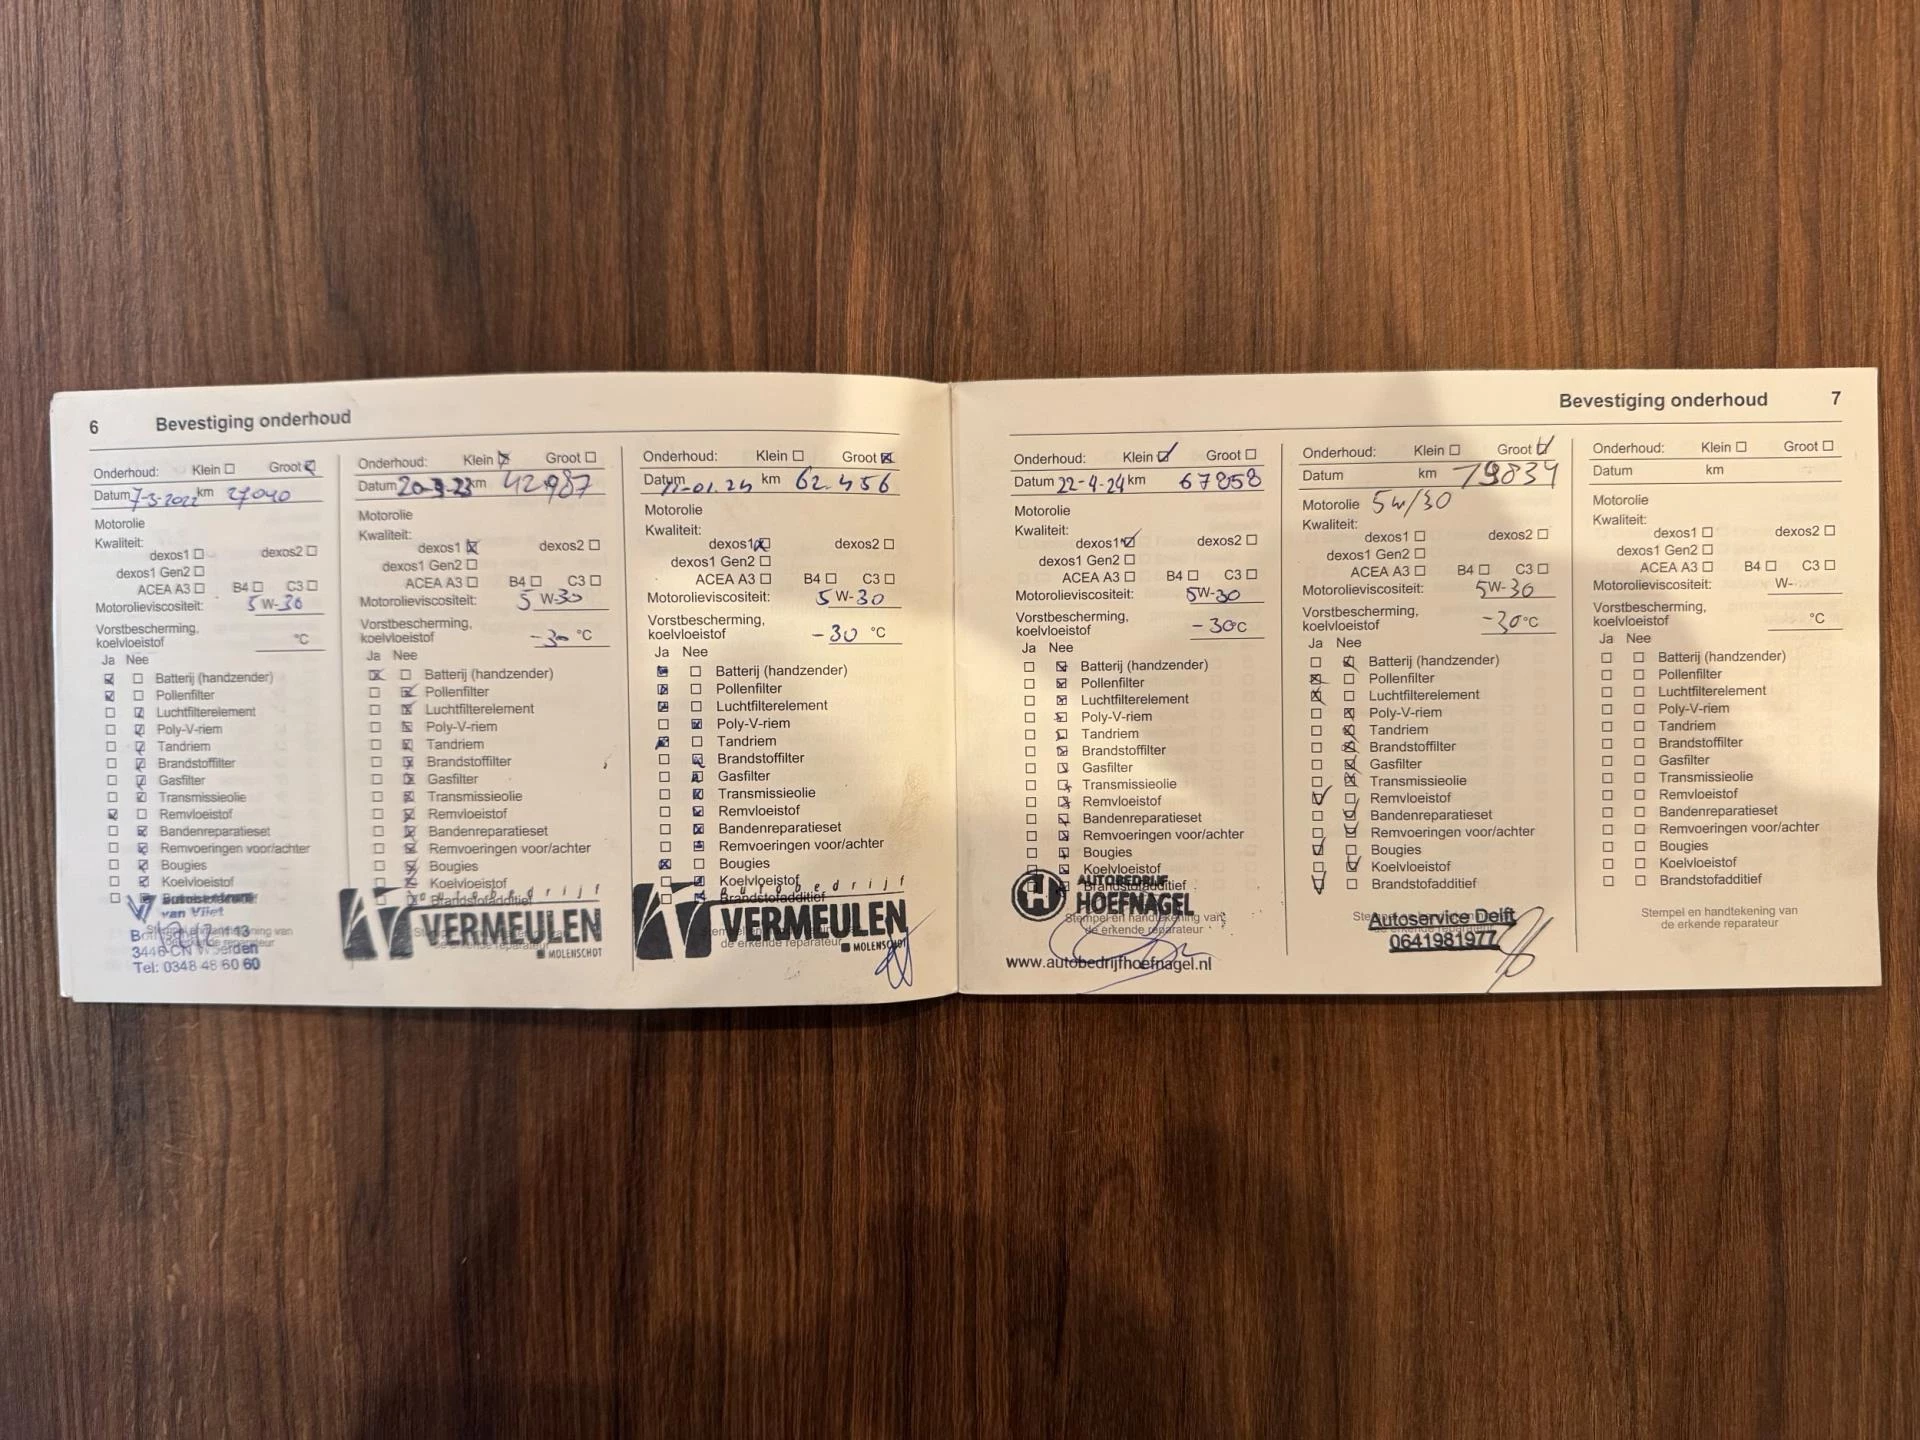 6 Bevestiging onderhoud
Onderhoud: Klein Groot
Datum 7-3-2022 km 27040
Motorolie
Kwaliteit:
dexos1 dexos2
dexos1 Gen2
ACEA A3 B4 C3
Motorolieviscositeit: 5 W-30
Vorstbescherming,
koelvloeistof °C
Ja Nee
Batterij (handzender)
Pollenfilter
Luchtfilterelement
Poly-V-riem
Tandriem
Brandstoffilter
Gasfilter
Transmissieolie
Remvloeistof
Bandenreparatieset
Remvoeringen voor/achter
Bougies
Koelvloeistof
van Vliet
Stempel en handtekening van
de erkende reparateur
3446 CN Woerden
Tel: 0348 48 60 60
Onderhoud: Klein Groot
Datum 20-3-23 km 42987
Motorolie
Kwaliteit:
dexos1 dexos2
dexos1 Gen2
ACEA A3 B4 C3
Motorolieviscositeit: 5 W-30
Vorstbescherming,
koelvloeistof -30 °C
Ja Nee
Batterij (handzender)
Pollenfilter
Luchtfilterelement
Poly-V-riem
Tandriem
Brandstoffilter
Gasfilter
Transmissieolie
Remvloeistof
Bandenreparatieset
Remvoeringen voor/achter
Bougies
Koelvloeistof
Brandstofadditief
VERMEULEN
MOLENSCHOT
Onderhoud: Klein Groot
Datum 11-01.24 km 62.456
Motorolie
Kwaliteit:
dexos1 dexos2
dexos1 Gen2
ACEA A3 B4 C3
Motorolieviscositeit: 5 W-30
Vorstbescherming,
koelvloeistof -30 °C
Ja Nee
Batterij (handzender)
Pollenfilter
Luchtfilterelement
Poly-V-riem
Tandriem
Brandstoffilter
Gasfilter
Transmissieolie
Remvloeistof
Bandenreparatieset
Remvoeringen voor/achter
Bougies
Koelvloeistof
Brandstofadditief
Autobedrijf
VERMEULEN
de erkende reparateur
MOLENSCHOT
Bevestiging onderhoud 7
Onderhoud: Klein Groot
Datum 22-4-24 km 67858
Motorolie
Kwaliteit:
dexos1 dexos2
dexos1 Gen2
ACEA A3 B4 C3
Motorolieviscositeit: 5W-30
Vorstbescherming,
koelvloeistof -30°C
Ja Nee
Batterij (handzender)
Pollenfilter
Luchtfilterelement
Poly-V-riem
Tandriem
Brandstoffilter
Gasfilter
Transmissieolie
Remvloeistof
Bandenreparatieset
Remvoeringen voor/achter
Bougies
Koelvloeistof
Brandstofadditief
AUTOBEDRIJF
HOEFNAGEL
Stempel en handtekening van
de erkende reparateur
www.autobedrijfhoefnagel.nl
Onderhoud: Klein Groot
Datum km 79834
Motorolie 5w/30
Kwaliteit:
dexos1 dexos2
dexos1 Gen2
ACEA A3 B4 C3
Motorolieviscositeit: 5W-30
Vorstbescherming,
koelvloeistof -30°C
Ja Nee
Batterij (handzender)
Pollenfilter
Luchtfilterelement
Poly-V-riem
Tandriem
Brandstoffilter
Gasfilter
Transmissieolie
Remvloeistof
Bandenreparatieset
Remvoeringen voor/achter
Bougies
Koelvloeistof
Brandstofadditief
Autoservice Delft
0641981977
Onderhoud: Klein Groot
Datum km
Motorolie
Kwaliteit:
dexos1 dexos2
dexos1 Gen2
ACEA A3 B4 C3
Motorolieviscositeit: W-
Vorstbescherming,
koelvloeistof °C
Ja Nee
Batterij (handzender)
Pollenfilter
Luchtfilterelement
Poly-V-riem
Tandriem
Brandstoffilter
Gasfilter
Transmissieolie
Remvloeistof
Bandenreparatieset
Remvoeringen voor/achter
Bougies
Koelvloeistof
Brandstofadditief
Stempel en handtekening van
de erkende reparateur